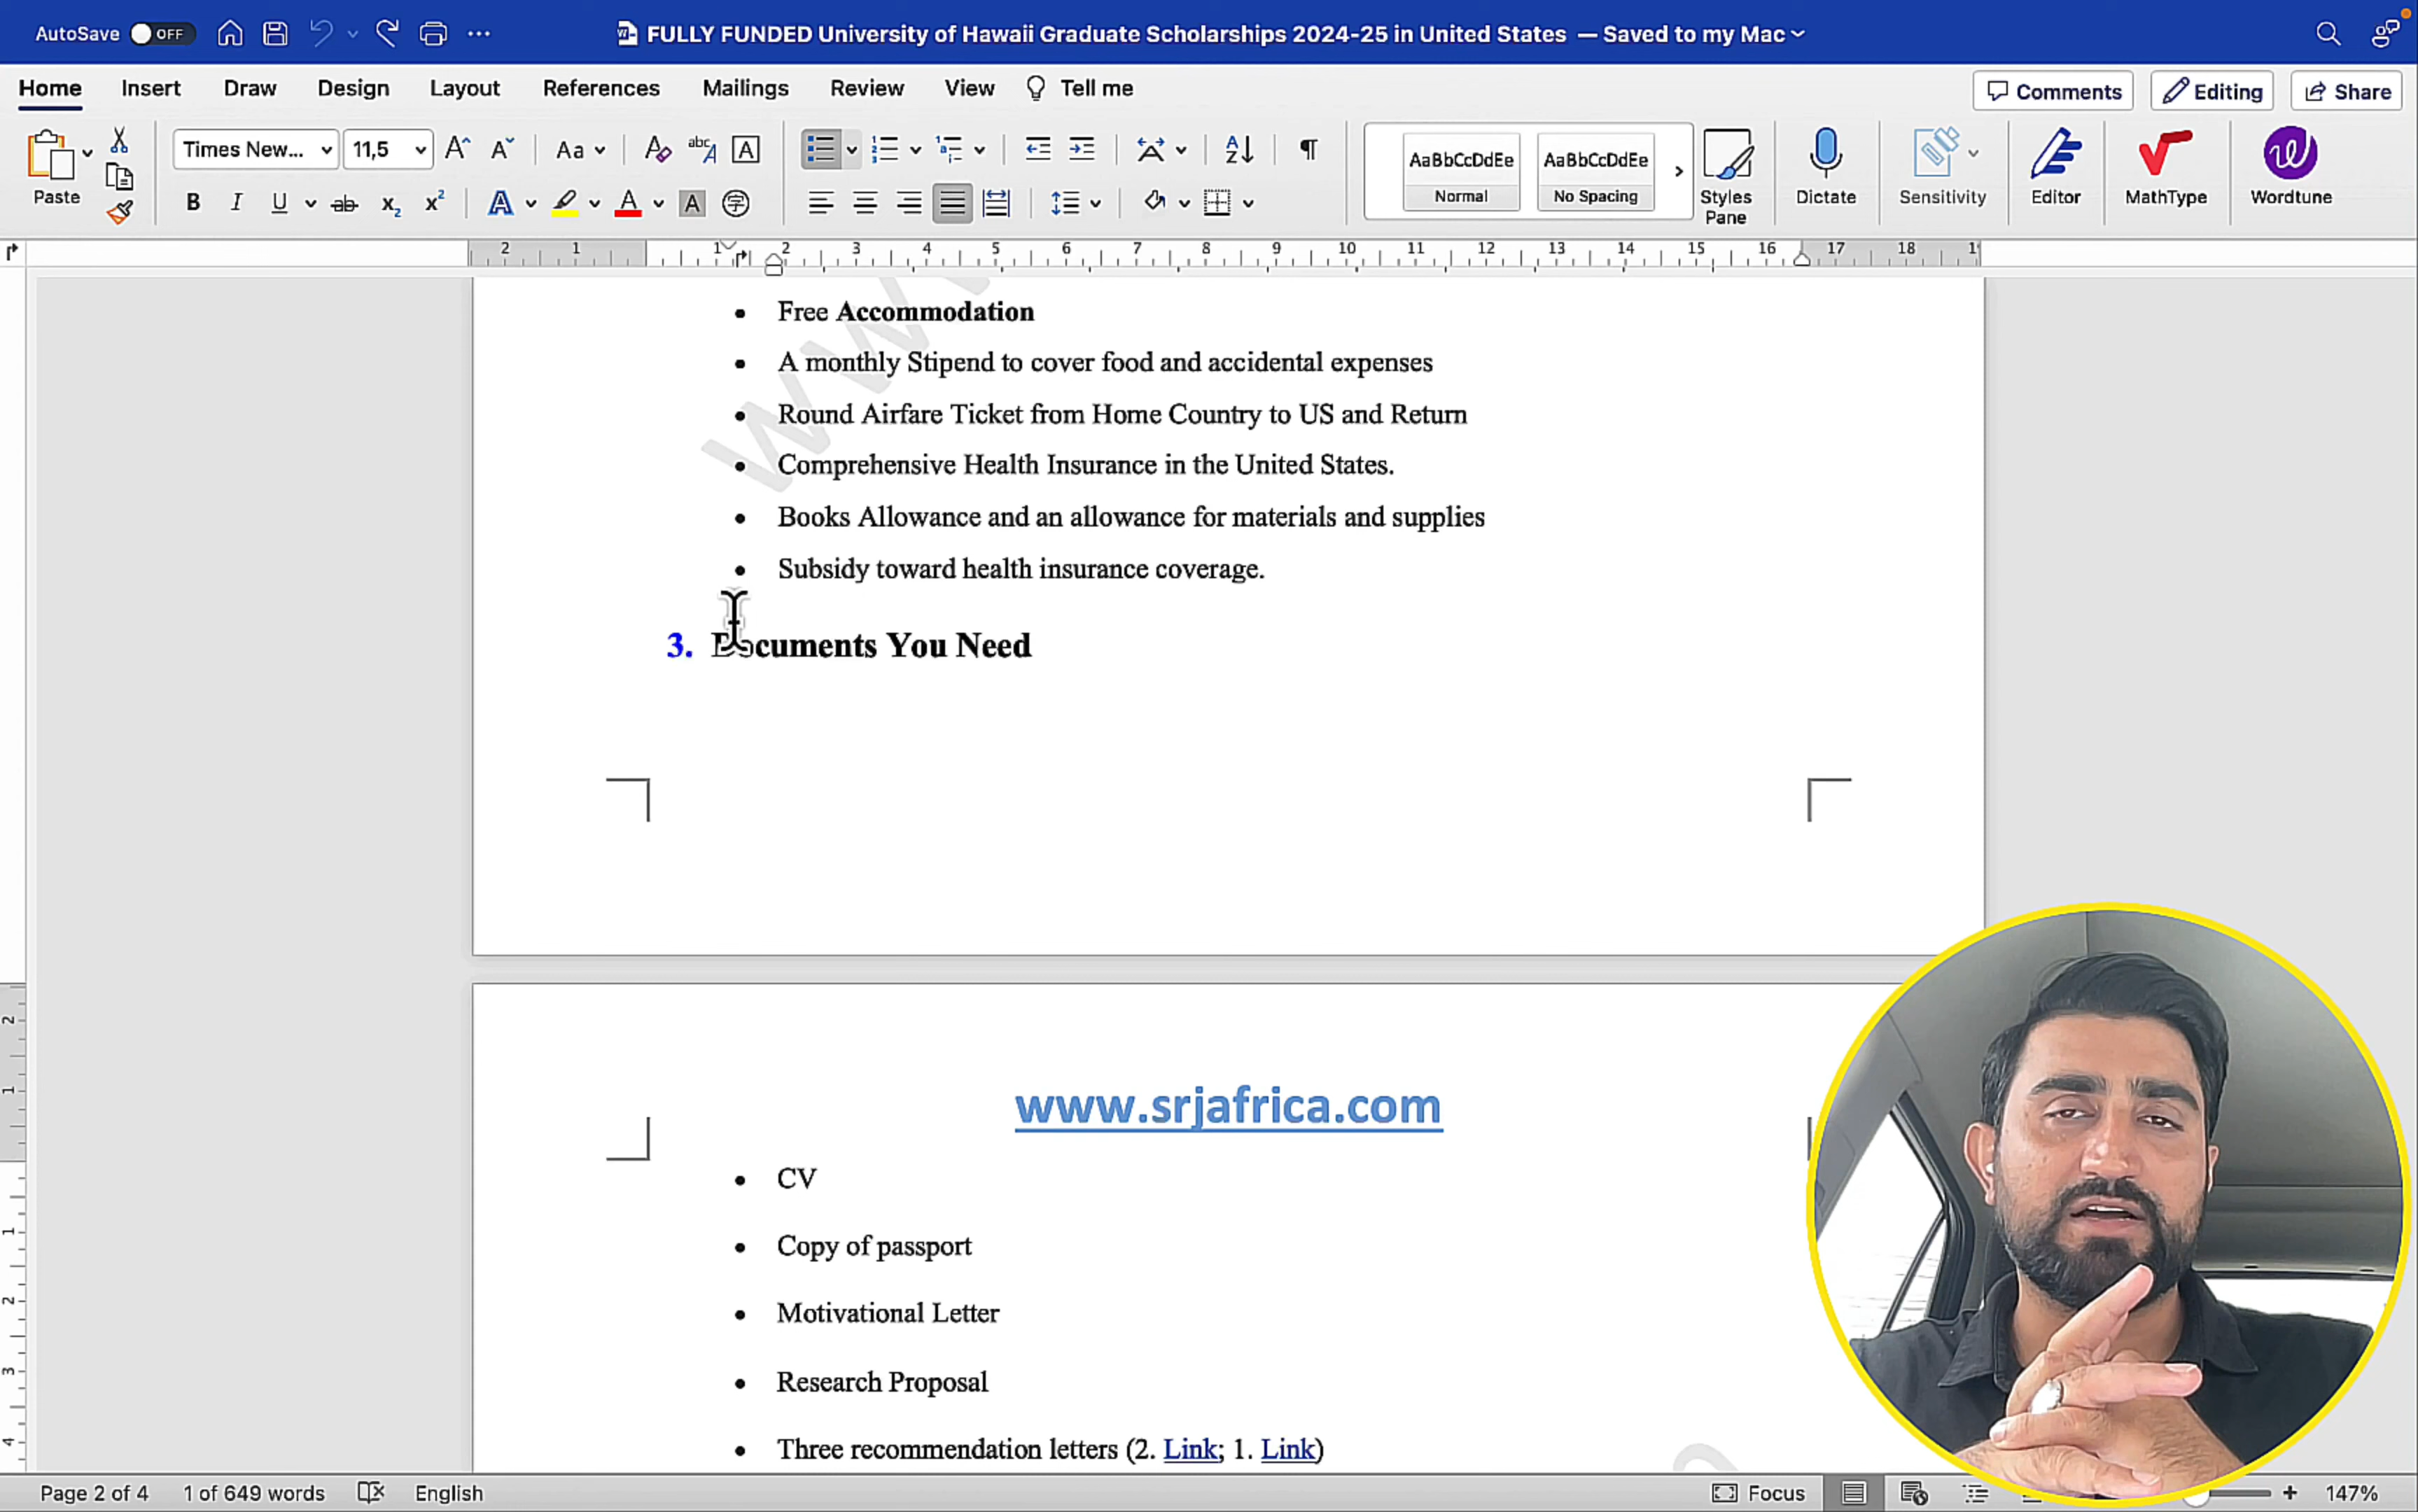 AutoSave OFF
FULLY FUNDED University of Hawaii Graduate Scholarships 2024-25 in United States — Saved to my Mac
Home Insert Draw Design Layout References Mailings Review View Tell me
Comments Editing Share
Paste
Times New... 11,5
AaBbCcDdEe AaBbCcDdEe
Normal No Spacing
Styles Pane
Dictate
Sensitivity
Editor
MathType
Wordtune
2 1 1 2 3 4 5 6 7 8 9 10 11 12 13 14 15 16 17 18
• Free Accommodation
• A monthly Stipend to cover food and accidental expenses
• Round Airfare Ticket from Home Country to US and Return
• Comprehensive Health Insurance in the United States.
• Books Allowance and an allowance for materials and supplies
• Subsidy toward health insurance coverage.
3. Documents You Need
www.srjafrica.com
• CV
• Copy of passport
• Motivational Letter
• Research Proposal
• Three recommendation letters (2. Link; 1. Link)
Page 2 of 4 1 of 649 words English
Focus 147%